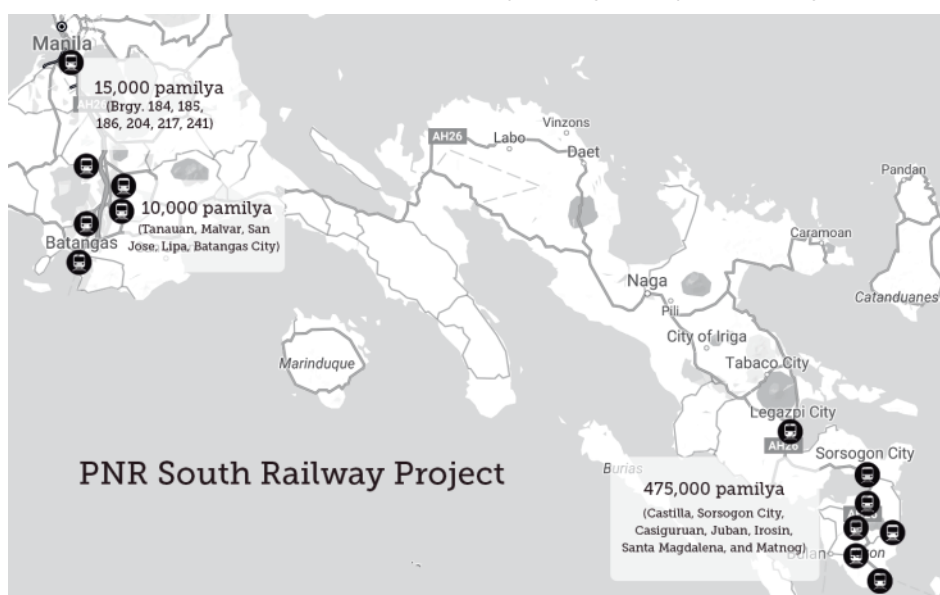 Manila
15,000 pamilya
(Brgy. 184, 185,
186, 204, 217, 241)
AH26
AH26
Labo
Vinzons
Daet
Pandan
Caramoan
Catanduanes
10,000 pamilya
(Tanauan, Malvar, San
Jose, Lipa, Batangas City)
Batangas
Naga
Pili
City of Iriga
Tabaco City
Legazpi City
AH26
Marinduque
PNR South Railway Project
Burias
Sorsogon City
475,000 pamilya
(Castilla, Sorsogon City,
Casiguruan, Juban, Irosin,
Santa Magdalena, and Matnog)
Bulan